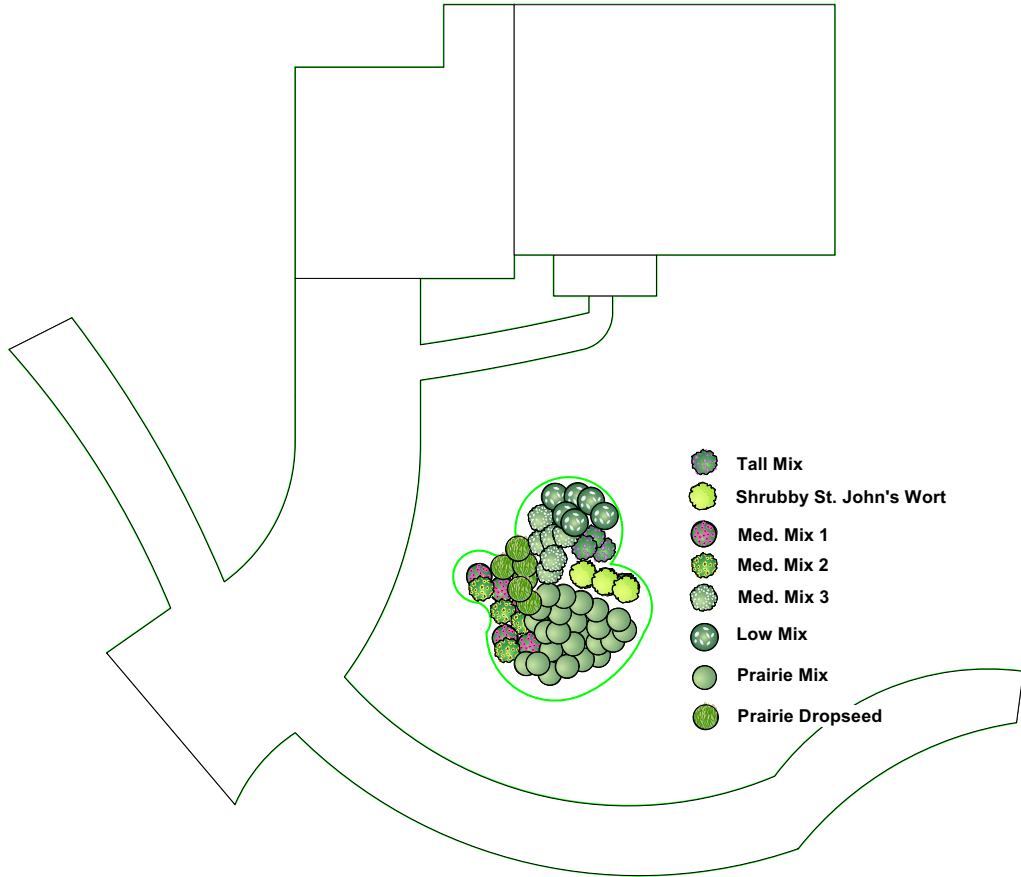 Tall Mix
Shrubby St. John's Wort
Med. Mix 1
Med. Mix 2
Med. Mix 3
Low Mix
Prairie Mix
Prairie Dropseed